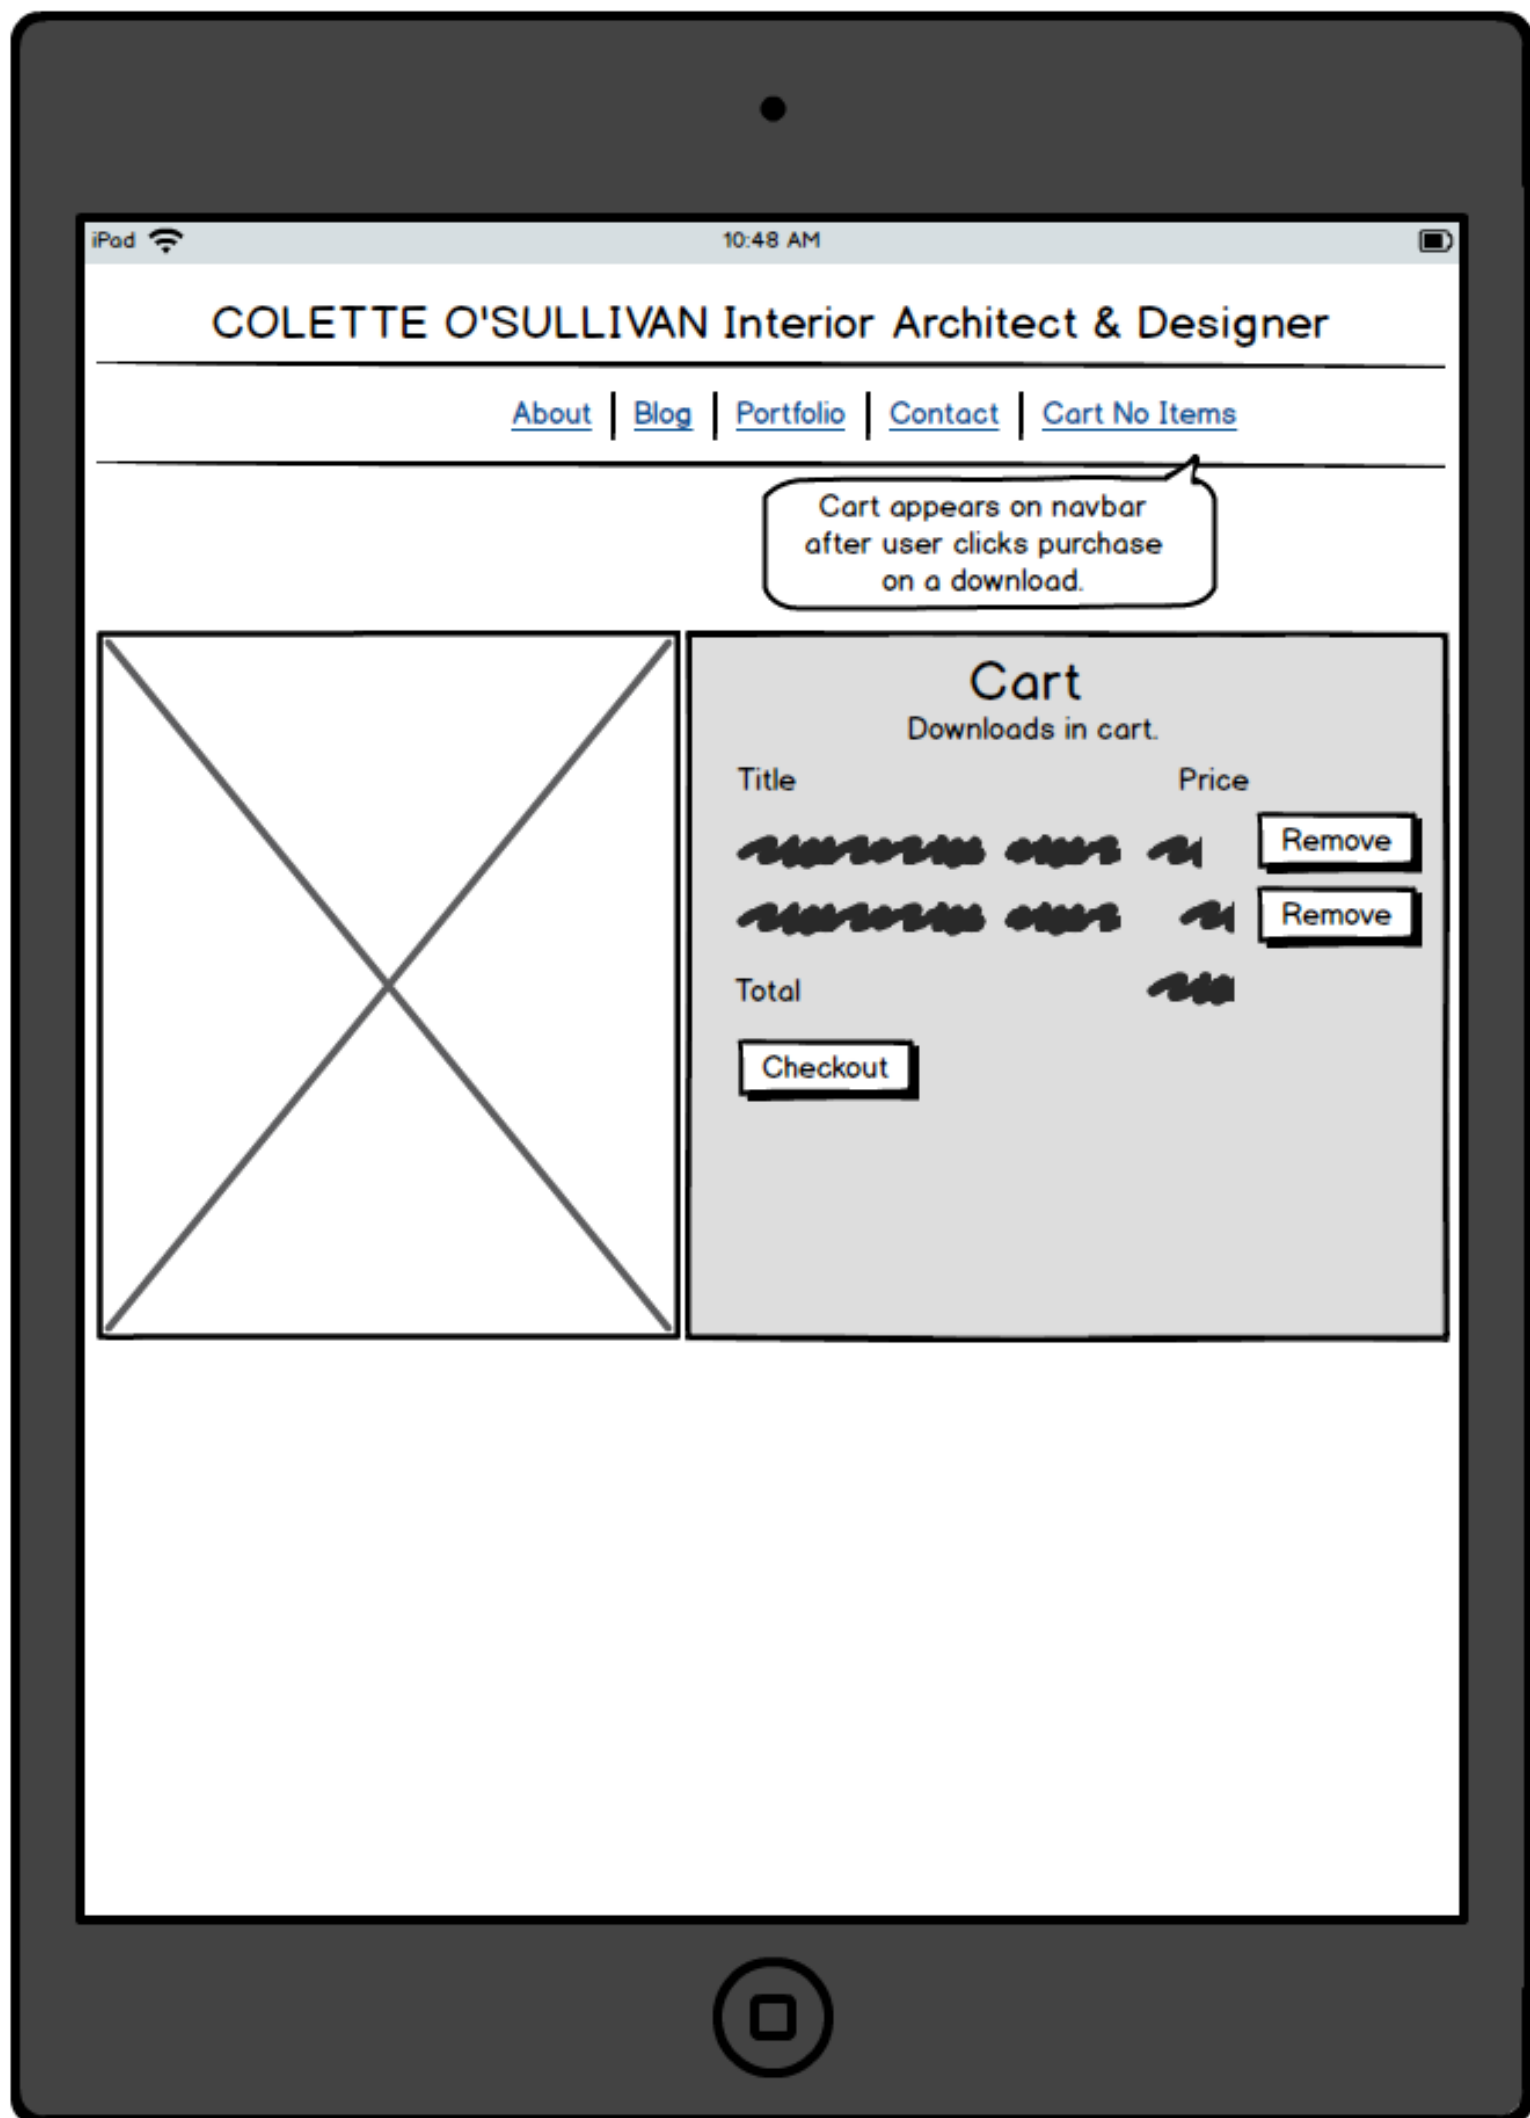 iPad 10:48 AM
COLETTE O'SULLIVAN Interior Architect & Designer
About Blog Portfolio Contact Cart No Items
Cart appears on navbar
after user clicks purchase
on a download.
Cart
Downloads in cart.
Title Price
Remove
Remove
Total
Checkout